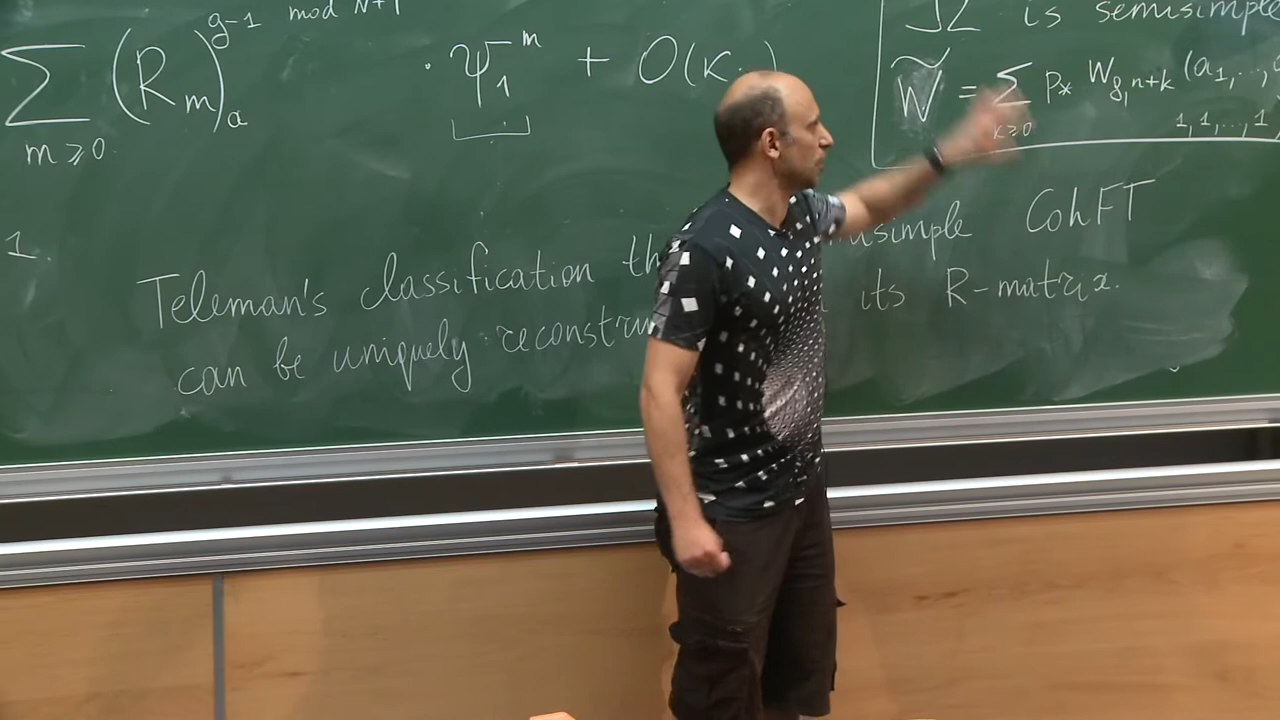 g-1 mod N+1
∑ (R_m)_a · ψ_1^m + O(κ.)
m ⩾ 0
1.
Teleman's classification th simple CohFT
can be uniquely reconstru its R-matrix.
Ω is semisimple
W̃ = ∑ p_* W_{g,n+k} (a_1,...,
k⩾0 1,1,...,1